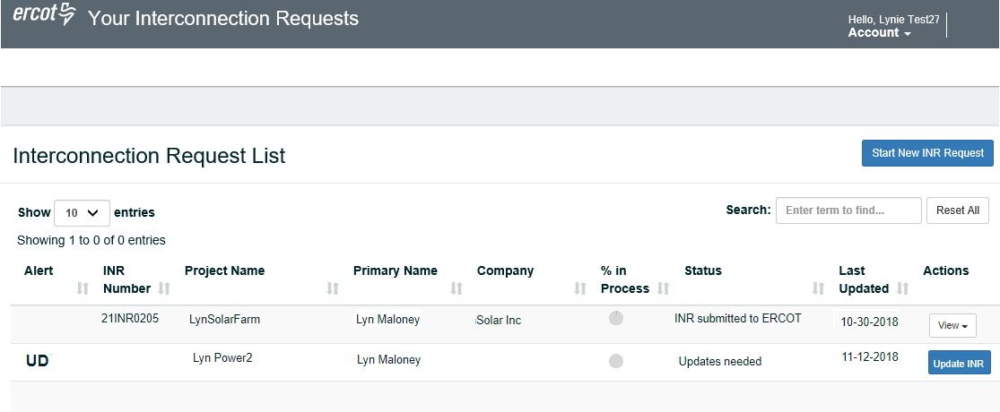 ercot Your Interconnection Requests
Hello, Lynie Test27
Account
Interconnection Request List
Start New INR Request
Show 10 entries
Search: Enter term to find... Reset All
Showing 1 to 0 of 0 entries
Alert INR Number Project Name Primary Name Company % in Process Status Last Updated Actions
21INR0205 LynSolarFarm Lyn Maloney Solar Inc INR submitted to ERCOT 10-30-2018 View
UD Lyn Power2 Lyn Maloney Updates needed 11-12-2018 Update INR